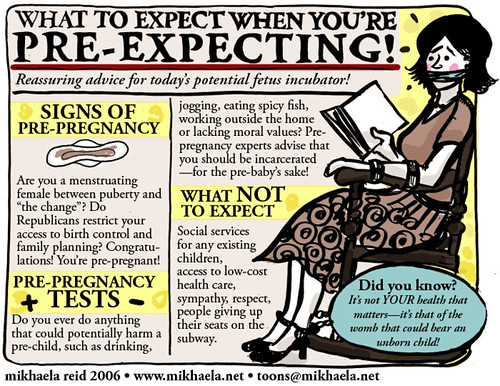 WHAT TO EXPECT WHEN YOU'RE
PRE-EXPECTING!
Reassuring advice for today's potential fetus incubator!
SIGNS OF
PRE-PREGNANCY
Are you a menstruating
female between puberty and
"the change"? Do
Republicans restrict your
access to birth control and
family planning? Congratu-
lations! You're pre-pregnant!
PRE-PREGNANCY
+ TESTS -
Do you ever do anything
that could potentially harm a
pre-child, such as drinking,
jogging, eating spicy fish,
working outside the home
or lacking moral values? Pre-
pregnancy experts advise that
you should be incarcerated
—for the pre-baby's sake!
WHAT NOT
TO EXPECT
Social services
for any existing
children,
access to low-cost
health care,
sympathy, respect,
people giving up
their seats on the
subway.
Did you know?
It's not YOUR health that
matters—it's that of the
womb that could bear an
unborn child!
mikhaela reid 2006 • www.mikhaela.net • toons@mikhaela.net